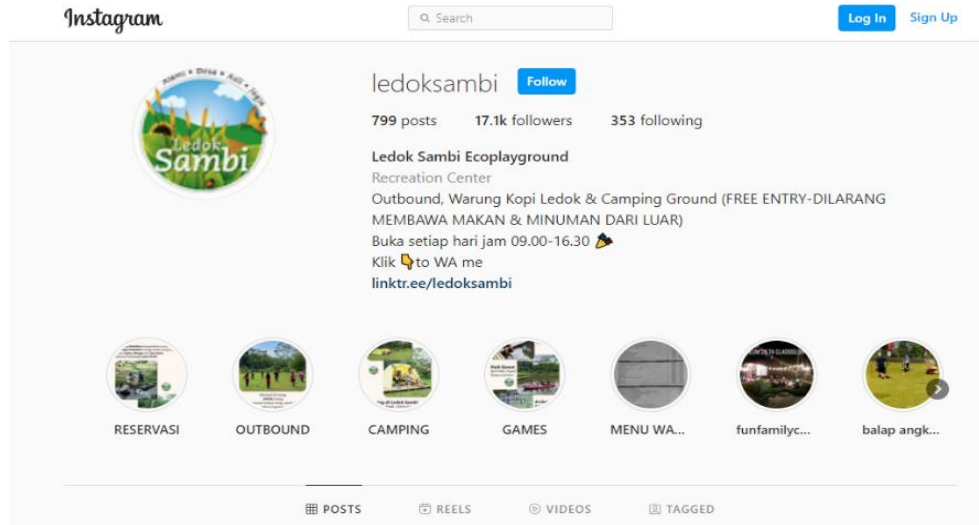 Instagram
Search
Log In
Sign Up
Alami • Desa • Asli • Jogja
Ledok
Sambi
ledoksambi
Follow
799 posts 17.1k followers 353 following
Ledok Sambi Ecoplayground
Recreation Center
Outbound, Warung Kopi Ledok & Camping Ground (FREE ENTRY-DILARANG
MEMBAWA MAKAN & MINUMAN DARI LUAR)
Buka setiap hari jam 09.00-16.30 🎉
Klik 👇to WA me
linktr.ee/ledoksambi
RESERVASI
OUTBOUND
CAMPING
GAMES
MENU WA...
funfamilyc...
balap angk...
POSTS
REELS
VIDEOS
TAGGED